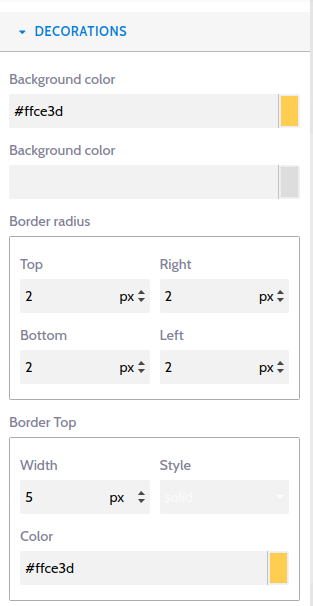 DECORATIONS
Background color
#ffce3d
Background color
Border radius
Top Right
2 px 2 px
Bottom Left
2 px 2 px
Border Top
Width Style
5 px solid
Color
#ffce3d